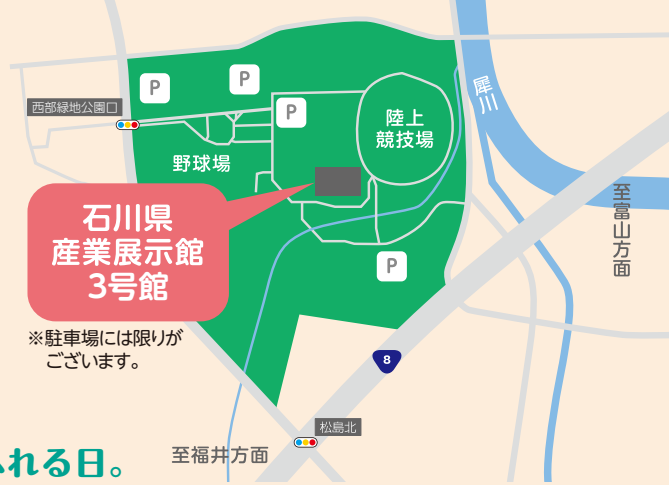 P
P
P
犀川
西部緑地公園口
陸上
競技場
野球場
石川県
産業展示館
3号館
至富山方面
P
※駐車場には限りが
ございます。
8
松島北
至福井方面
れる日。